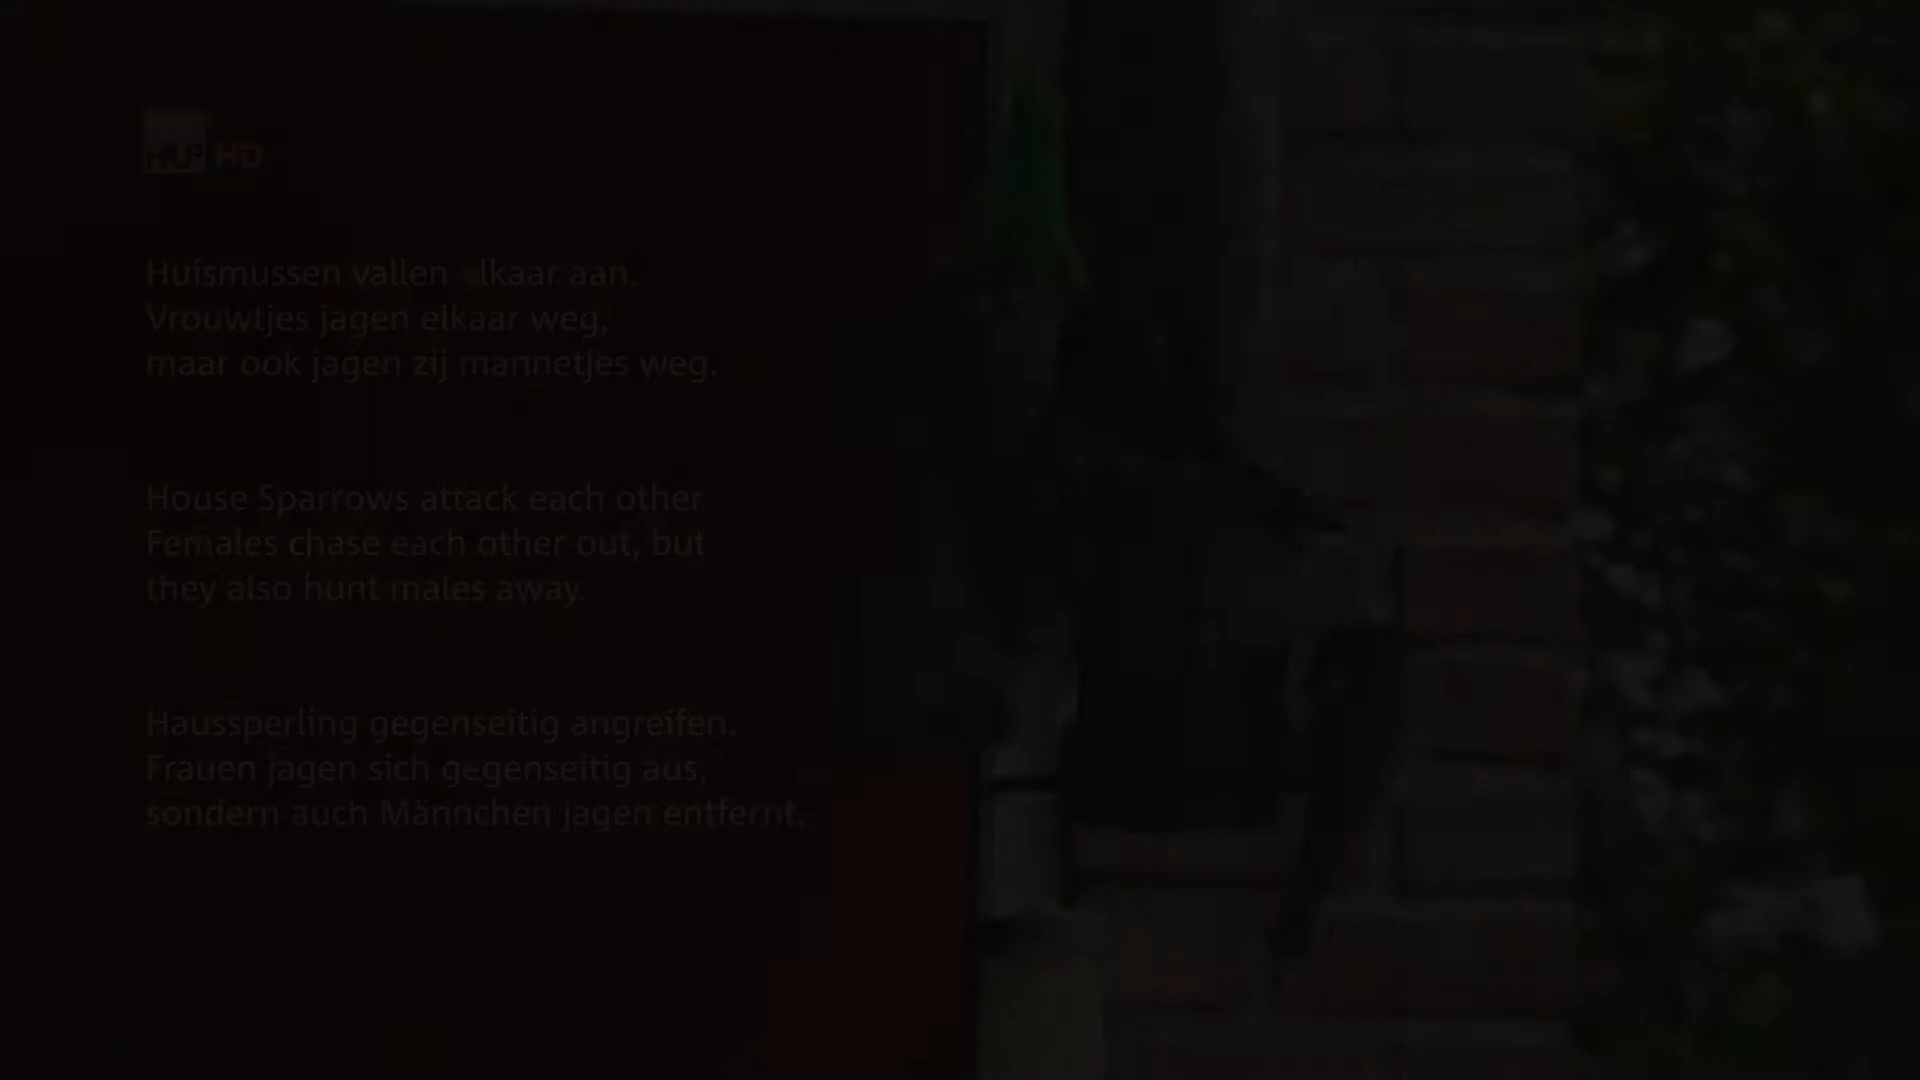 HD
Huismussen vallen elkaar aan.
Vrouwtjes jagen elkaar weg,
maar ook jagen zij mannetjes weg.
House Sparrows attack each other
Females chase each other out, but
they also hunt males away.
Haussperling gegenseitig angreifen.
Frauen jagen sich gegenseitig aus,
sondern auch Männchen jagen entfernt.